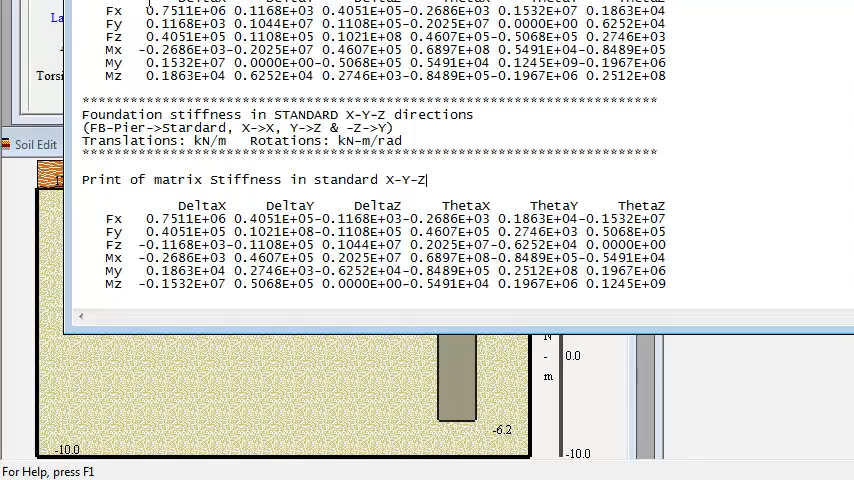 DeltaX DeltaY DeltaZ ThetaX ThetaY ThetaZ
Fx 0.7511E+06 0.1168E+03 0.4051E+05-0.2686E+03 0.1532E+07 0.1863E+04
La
Fy 0.1168E+03 0.1044E+07 0.1108E+05-0.2025E+07 0.0000E+00 0.6252E+04
Fz 0.4051E+05 0.1108E+05 0.1021E+08 0.4607E+05-0.5068E+05 0.2746E+03
Mx -0.2686E+03-0.2025E+07 0.4607E+05 0.6897E+08 0.5491E+04-0.8489E+05
My 0.1532E+07 0.0000E+00-0.5068E+05 0.5491E+04 0.1245E+09-0.1967E+06
Torsi
Mz 0.1863E+04 0.6252E+04 0.2746E+03-0.8489E+05-0.1967E+06 0.2512E+08
************************************************************************
Foundation stiffness in STANDARD X-Y-Z directions
(FB-Pier->Stardard, X->X, Y->Z & -Z->Y)
Translations: kN/m Rotations: kN-m/rad
************************************************************************
Soil Edit
Print of matrix Stiffness in standard X-Y-Z
DeltaX DeltaY DeltaZ ThetaX ThetaY ThetaZ
Fx 0.7511E+06 0.4051E+05-0.1168E+03-0.2686E+03 0.1863E+04-0.1532E+07
Fy 0.4051E+05 0.1021E+08-0.1108E+05 0.4607E+05 0.2746E+03 0.5068E+05
Fz -0.1168E+03-0.1108E+05 0.1044E+07 0.2025E+07-0.6252E+04 0.0000E+00
Mx -0.2686E+03 0.4607E+05 0.2025E+07 0.6897E+08-0.8489E+05-0.5491E+04
My 0.1863E+04 0.2746E+03-0.6252E+04-0.8489E+05 0.2512E+08 0.1967E+06
Mz -0.1532E+07 0.5068E+05 0.0000E+00-0.5491E+04 0.1967E+06 0.1245E+09
-
m
0.0
-6.2
-10.0
-10.0
For Help, press F1